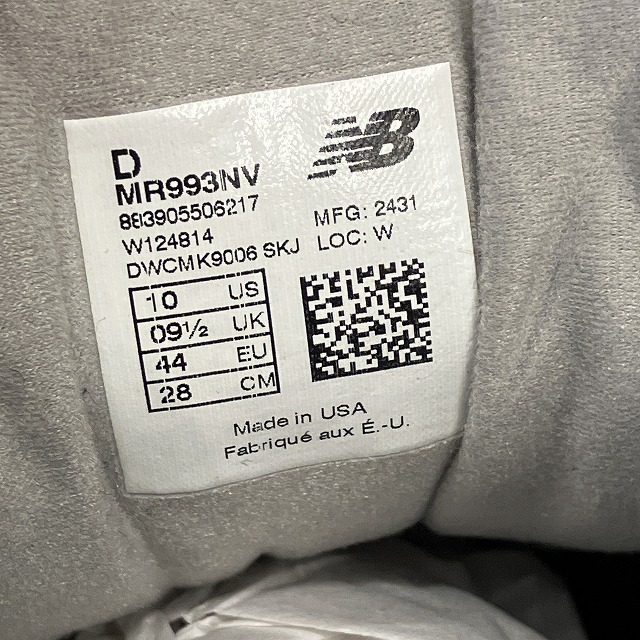 D
MR993NV
883905506217
W124814
DWCMK9006 SKJ
NB
MFG: 2431
LOC: W
10 US
09½ UK
44 EU
28 CM
Made in USA
Fabriqué aux É.-U.